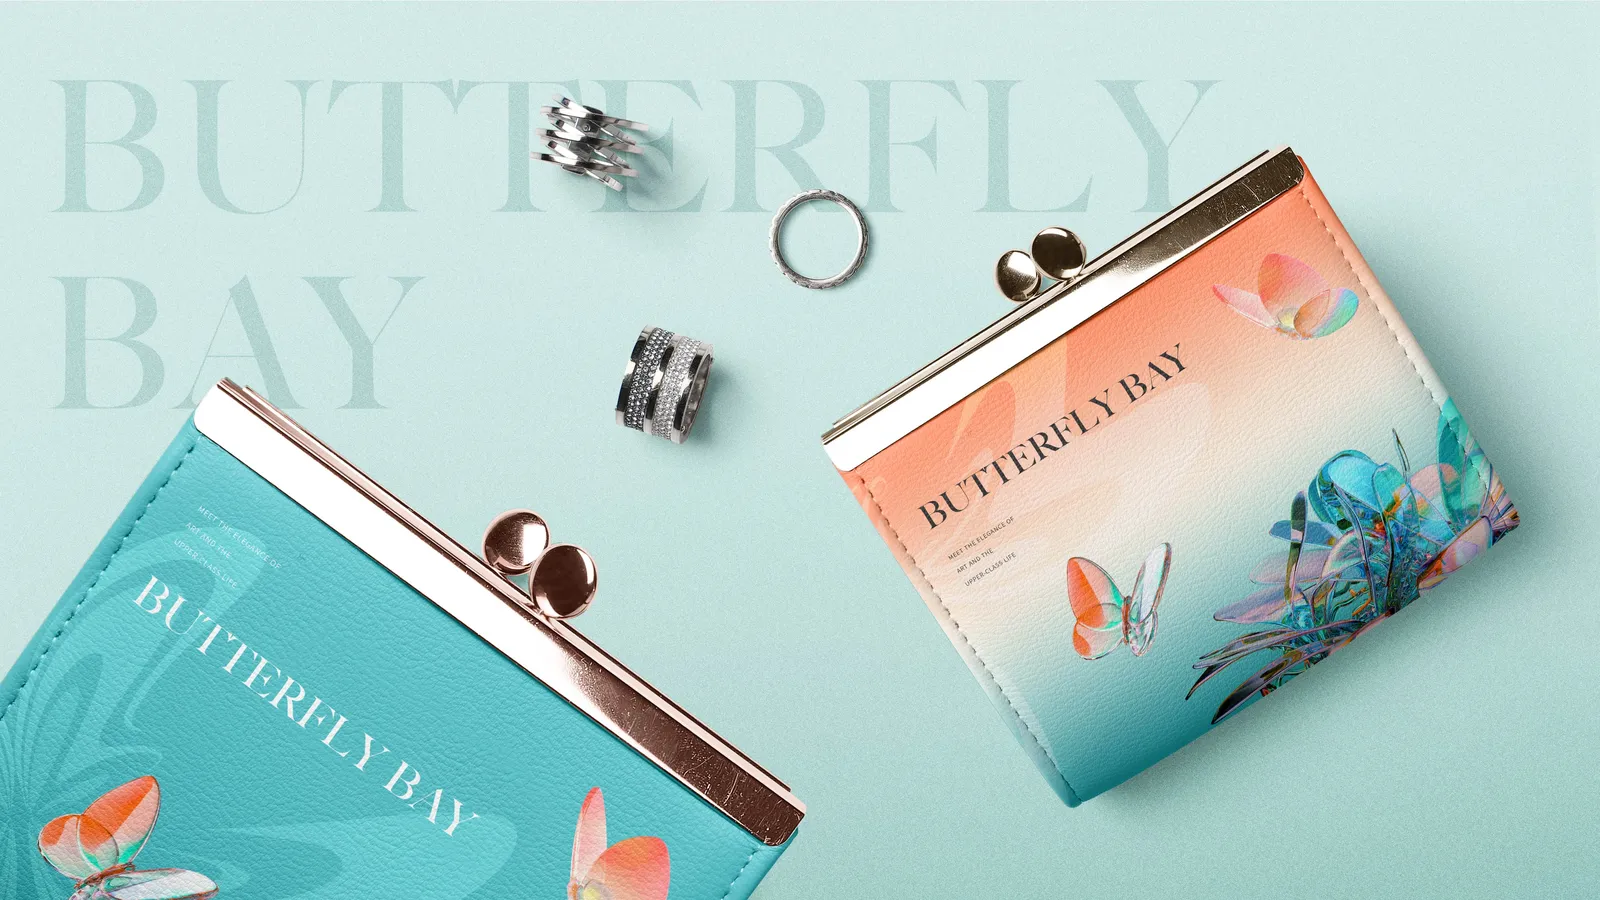 BUTTERFLY
BAY
MEET THE ELEGANCE OF
ART AND THE
UPPER-CLASS LIFE
BUTTERFLY BAY
BUTTERFLY BAY
MEET THE ELEGANCE OF
ART AND THE
UPPER-CLASS LIFE